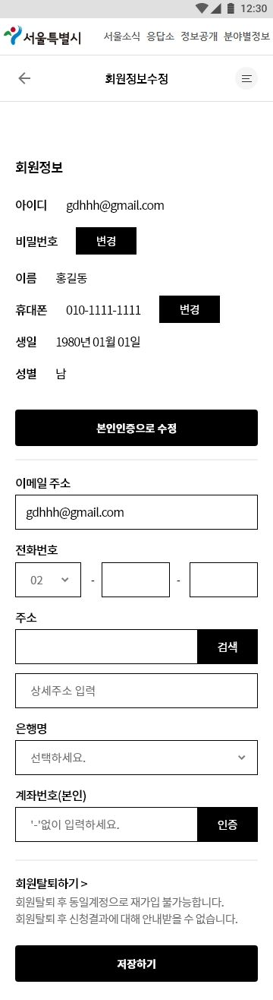 12:30
서울특별시 서울소식 응답소 정보공개 분야별정보
회원정보수정
회원정보
아이디 gdhhh@gmail.com
비밀번호 변경
이름 홍길동
휴대폰 010-1111-1111 변경
생일 1980년 01월 01일
성별 남
본인인증으로 수정
이메일 주소
gdhhh@gmail.com
전화번호
02 - -
주소
검색
상세주소 입력
은행명
선택하세요.
계좌번호(본인)
'-'없이 입력하세요. 인증
회원탈퇴하기 >
회원탈퇴 후 동일계정으로 재가입 불가능합니다.
회원탈퇴 후 신청결과에 대해 안내받을 수 없습니다.
저장하기